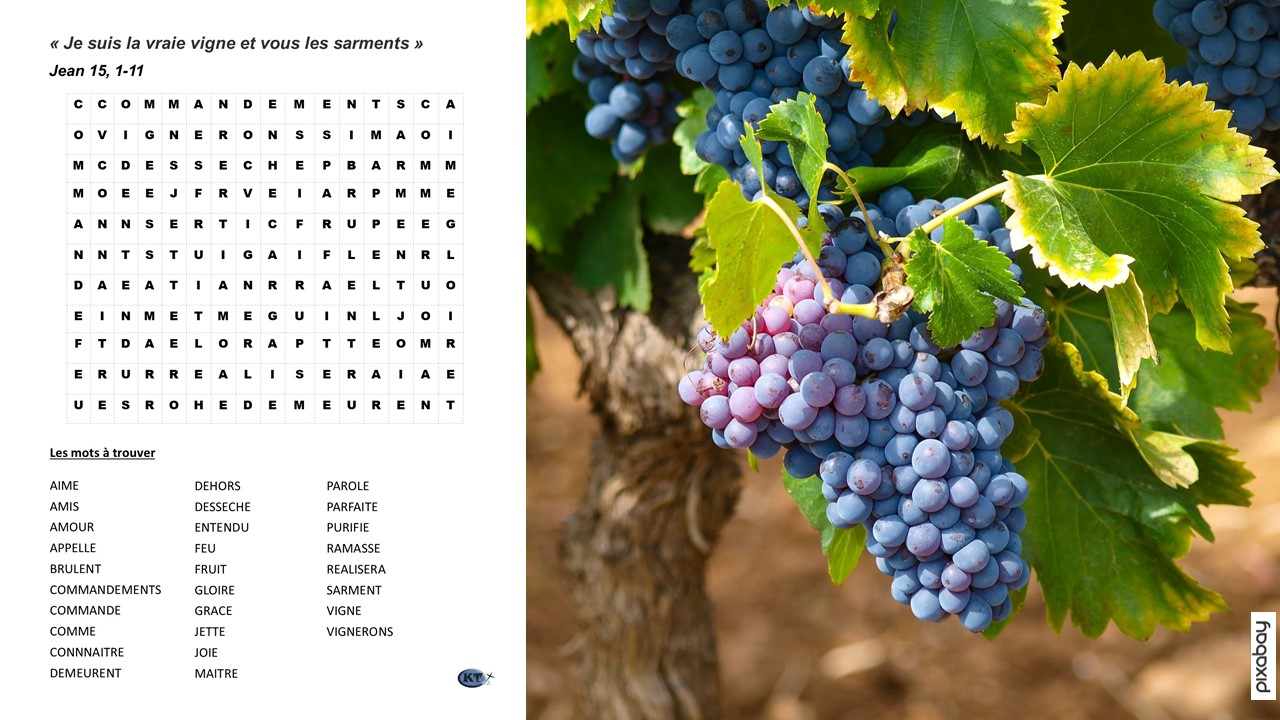 « Je suis la vraie vigne et vous les sarments »
Jean 15, 1-11
C C O M M A N D E M E N T S C A
O V I G N E R O N S S I M A O I
M C D E S S E C H E P B A R M M
M O E E J F R V E I A R P M M E
A N N S E R T I C F R U P E E G
N N T S T U I G A I F L E N R L
D A E A T I A N R R A E L T U O
E I N M E T M E G U I N L J O I
F T D A E L O R A P T T E O M R
E R U R R E A L I S E R A I A E
U E S R O H E D E M E U R E N T
Les mots à trouver
AIME DEHORS PAROLE
AMIS DESSECHE PARFAITE
AMOUR ENTENDU PURIFIE
APPELLE FEU RAMASSE
BRULENT FRUIT REALISERA
COMMANDEMENTS GLOIRE SARMENT
COMMANDE GRACE VIGNE
COMME JETTE VIGNERONS
CONNNAITRE JOIE
DEMEURENT MAITRE
KT
pixabay